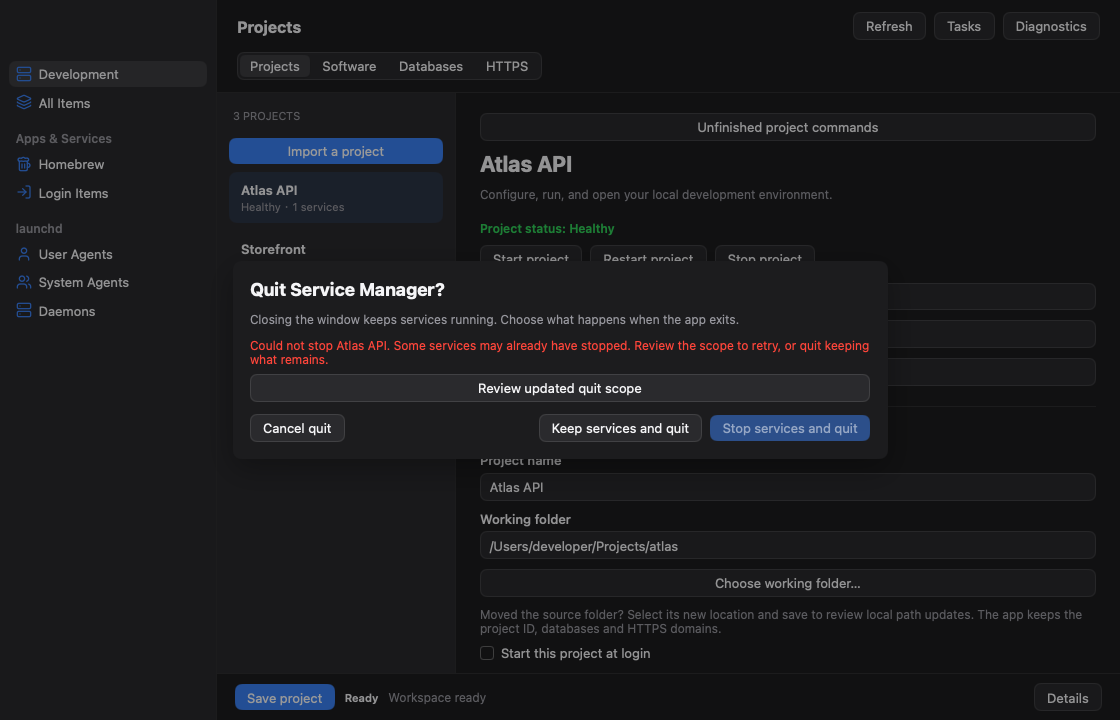 Projects
Refresh
Tasks
Diagnostics
Projects
Software
Databases
HTTPS
Development
All Items
Apps & Services
Homebrew
Login Items
launchd
User Agents
System Agents
Daemons
3 PROJECTS
Import a project
Atlas API
Healthy · 1 services
Storefront
Unfinished project commands
Atlas API
Configure, run, and open your local development environment.
Project status: Healthy
Start project
Restart project
Stop project
Quit Service Manager?
Closing the window keeps services running. Choose what happens when the app exits.
Could not stop Atlas API. Some services may already have stopped. Review the scope to retry, or quit keeping
what remains.
Review updated quit scope
Cancel quit
Keep services and quit
Stop services and quit
Project name
Atlas API
Working folder
/Users/developer/Projects/atlas
Choose working folder...
Moved the source folder? Select its new location and save to review local path updates. The app keeps the
project ID, databases and HTTPS domains.
Start this project at login
Save project
Ready
Workspace ready
Details